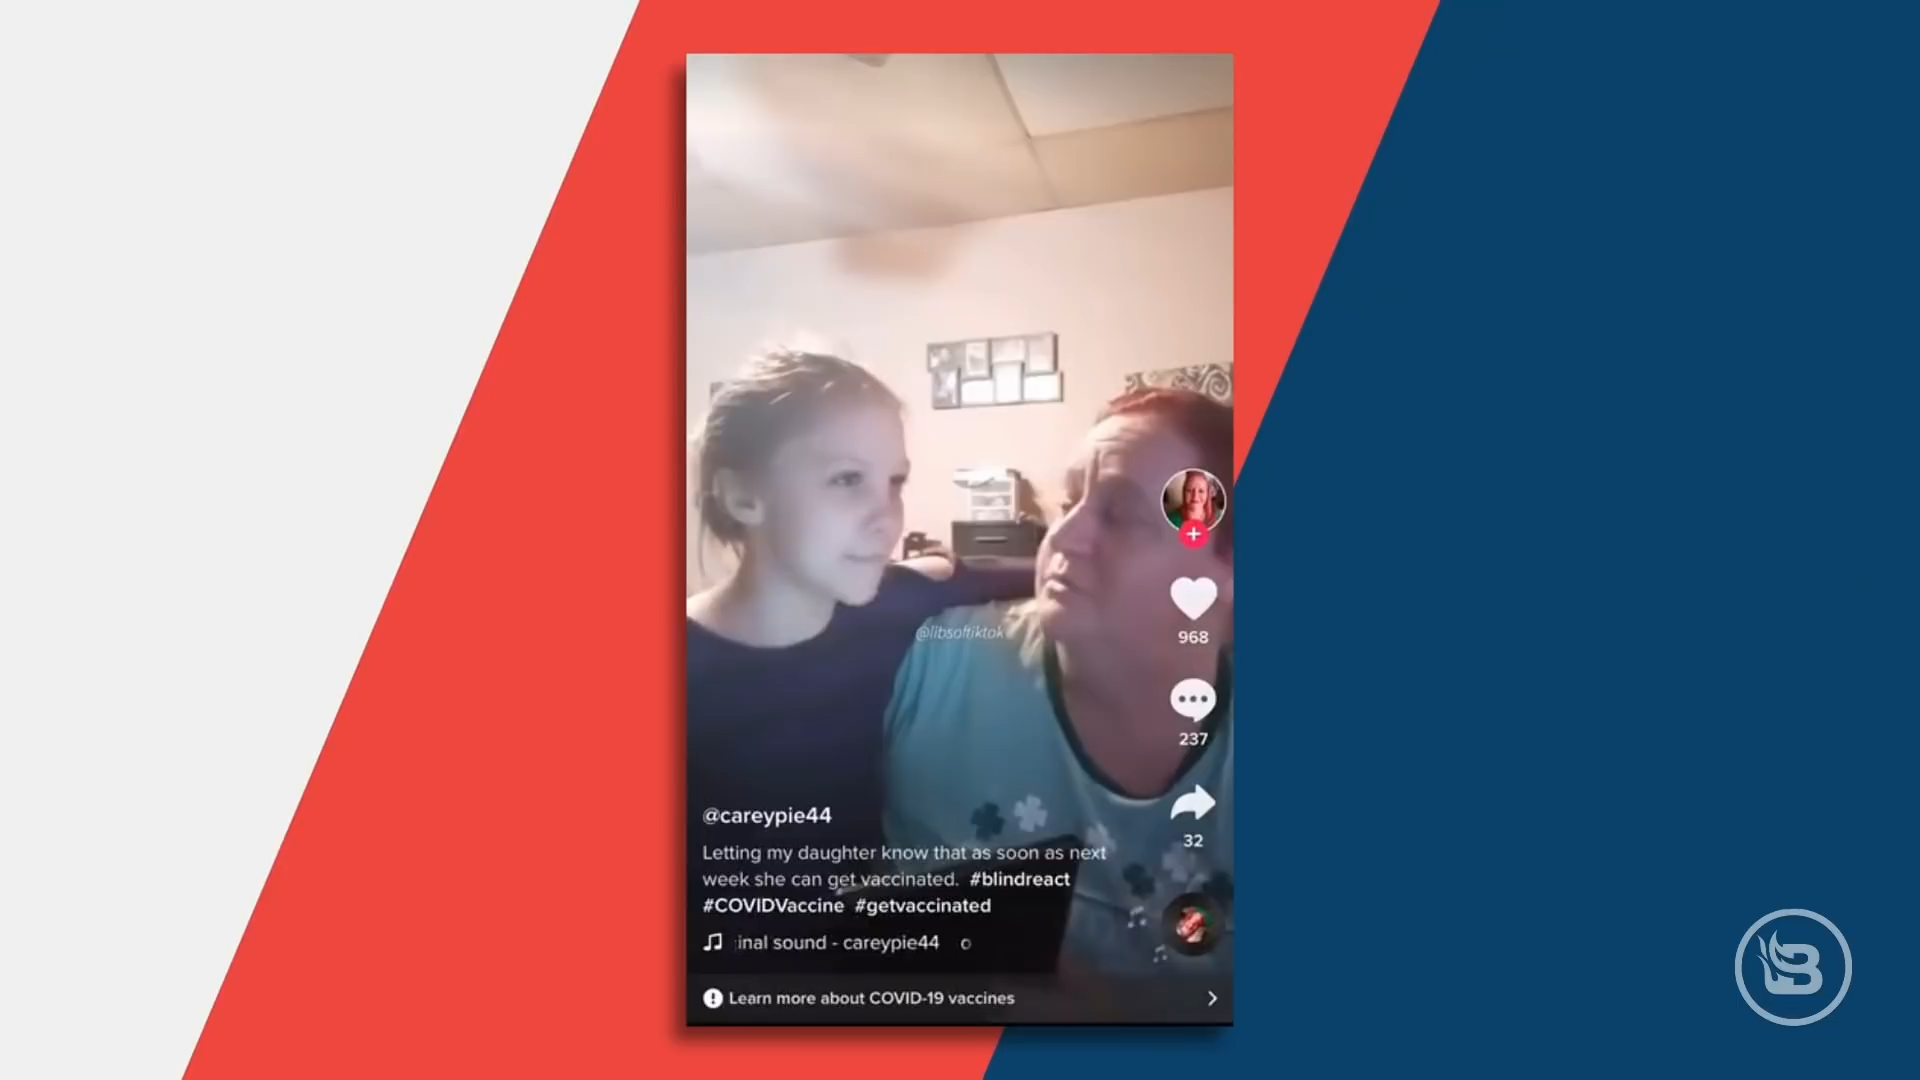 @libsoftiktok
968
237
32
@careypie44
Letting my daughter know that as soon as next
week she can get vaccinated. #blindreact
#COVIDVaccine #getvaccinated
inal sound - careypie44
Learn more about COVID-19 vaccines
B